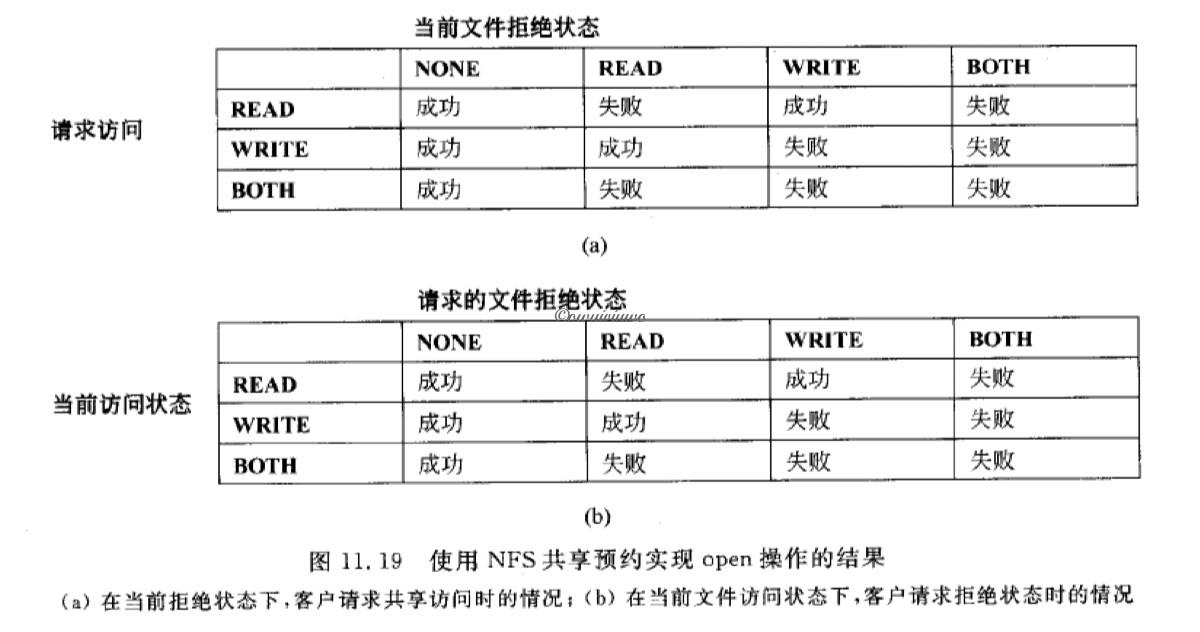 当前文件拒绝状态
NONE READ WRITE BOTH
请求访问
READ 成功 失败 成功 失败
WRITE 成功 成功 失败 失败
BOTH 成功 失败 失败 失败
(a)
请求的文件拒绝状态
NONE READ WRITE BOTH
当前访问状态
READ 成功 失败 成功 失败
WRITE 成功 成功 失败 失败
BOTH 成功 失败 失败 失败
(b)
图 11.19 使用 NFS 共享预约实现 open 操作的结果
(a) 在当前拒绝状态下,客户请求共享访问时的情况;(b) 在当前文件访问状态下,客户请求拒绝状态时的情况